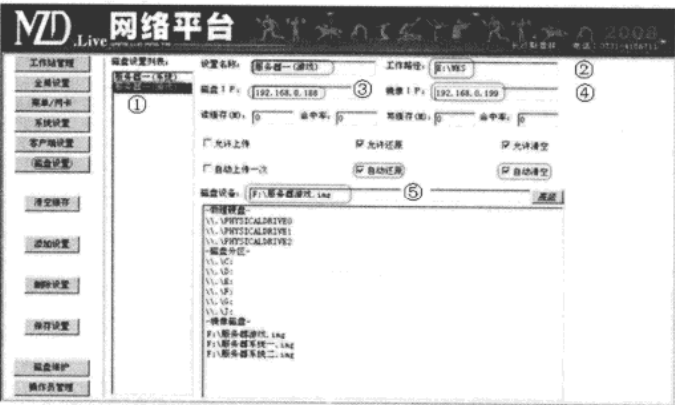 MZD.Live 网络平台
2008
工作站管理
全局设置
菜单/网卡
系统设置
客户端设置
(磁盘设置)
清空缓存
添加设置
删除设置
保存设置
磁盘维护
操作员管理
磁盘设置列表:
服务器一(系统)
服务器一(游戏)
①
设置名称: 服务器一(游戏) 工作路径: E:\WKS ②
磁盘IP: 192.168.0.188 ③ 镜像IP: 192.168.0.199 ④
读缓存(M): 0 命中率: 0 写缓存(M): 0 命中率: 0
允许上传 允许还原 允许清空
自动上传一次 自动还原 自动清空
磁盘设备: F:\服务器游戏.img ⑤
高级
-物理硬盘-
\\.\PHYSICALDRIVE0
\\.\PHYSICALDRIVE1
\\.\PHYSICALDRIVE2
-磁盘分区-
\\.\C:
\\.\D:
\\.\E:
\\.\F:
\\.\G:
\\.\J:
-镜像磁盘-
F:\服务器游戏.img
F:\服务器系统一.img
F:\服务器系统二.img